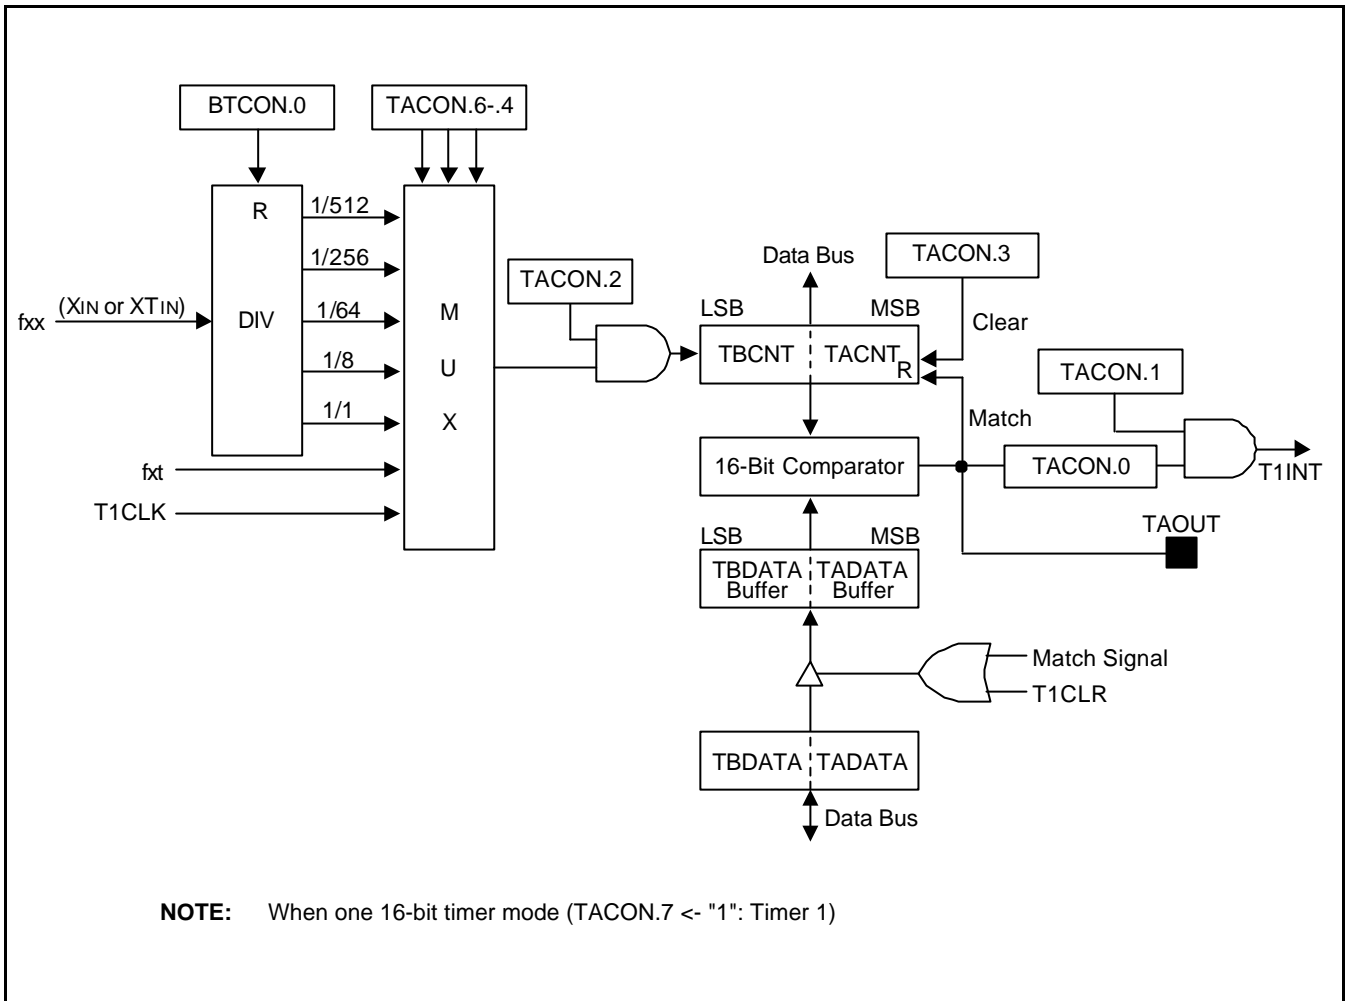 BTCON.0
TACON.6-.4
R
1/512
1/256
(XIN or XTIN)
fxx
DIV
1/64
1/8
1/1
fxt
T1CLK
M
U
X
TACON.2
Data Bus
TACON.3
LSB
MSB
Clear
TBCNT
TACNT
R
Match
TACON.1
16-Bit Comparator
TACON.0
T1INT
TAOUT
LSB
MSB
TBDATA
Buffer
TADATA
Buffer
Match Signal
T1CLR
TBDATA
TADATA
Data Bus
NOTE: When one 16-bit timer mode (TACON.7 <- "1": Timer 1)